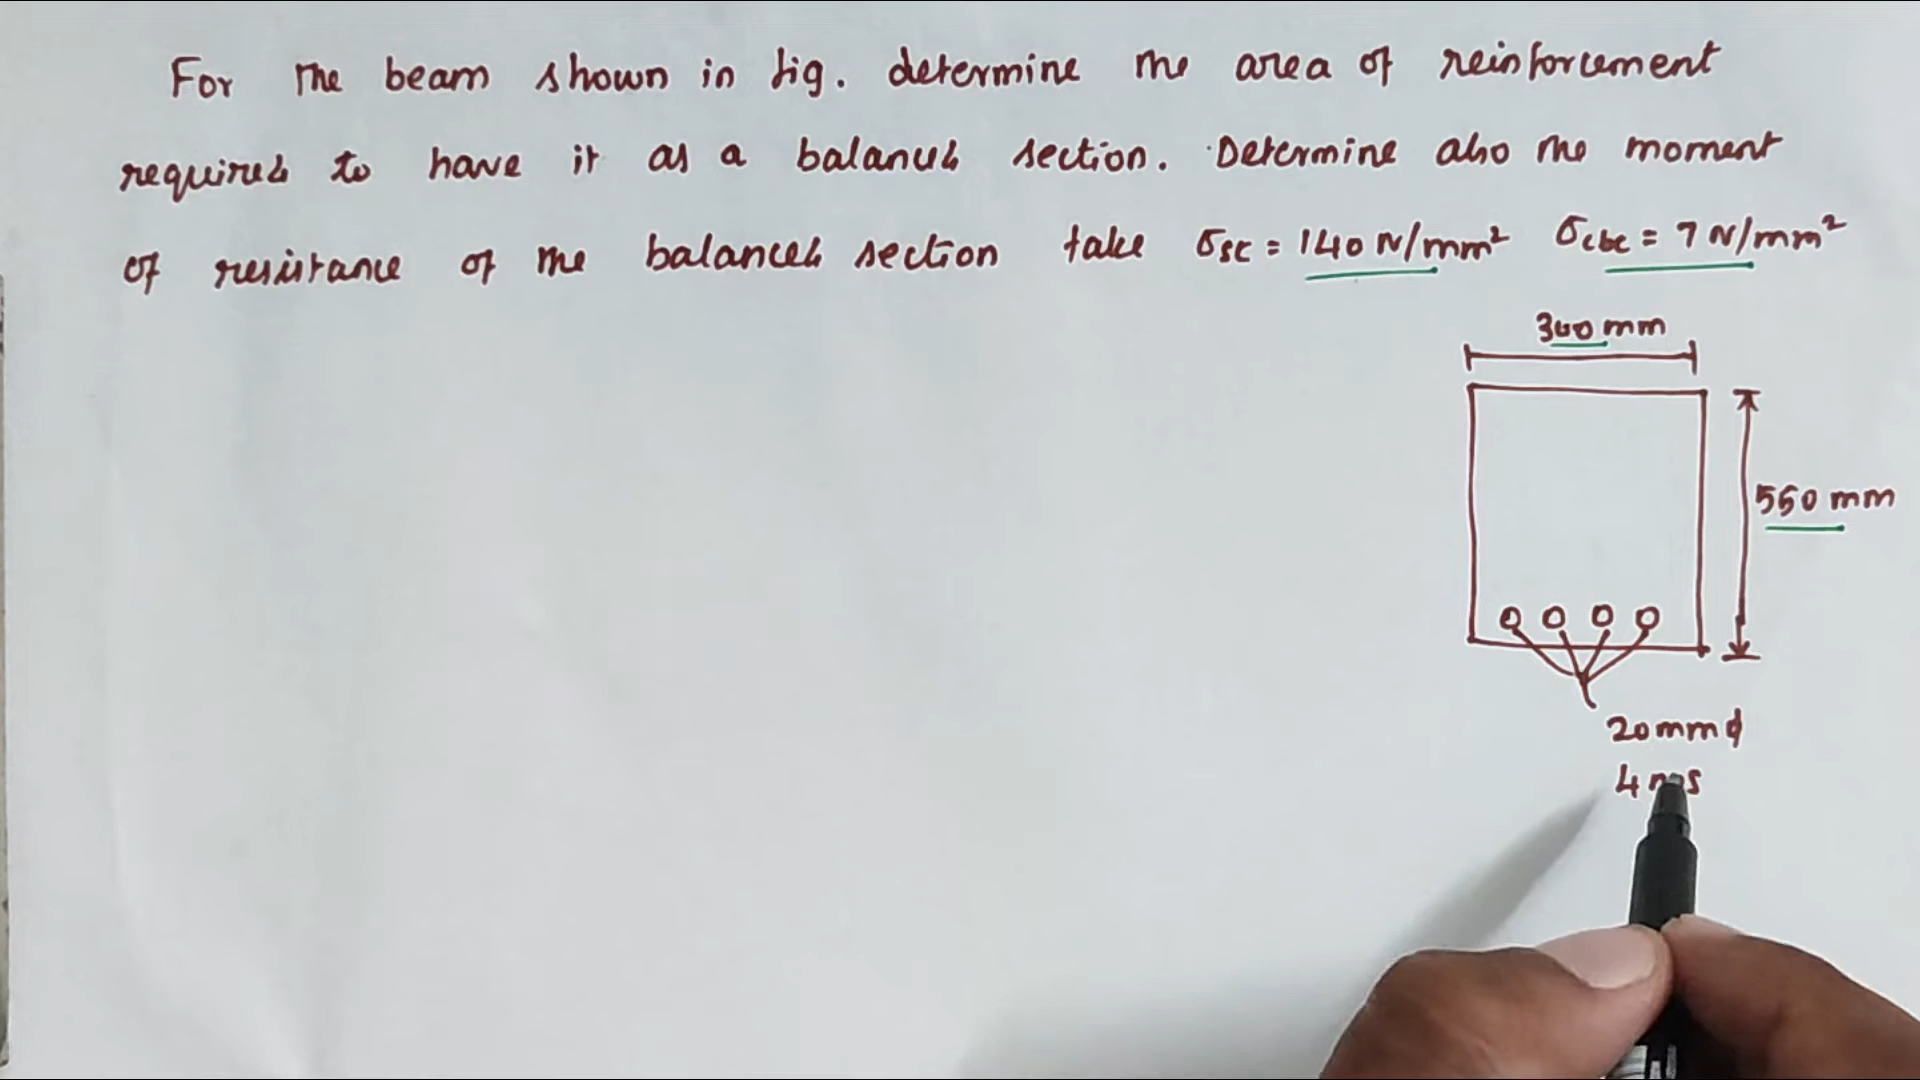 For the beam shown in fig. determine the area of reinforcement
required to have it as a balanced section. Determine also the moment
of resistance of the balanced section take σsc = 140 N/mm² σcbc = 7 N/mm²
300 mm
550 mm
20mm ϕ
4